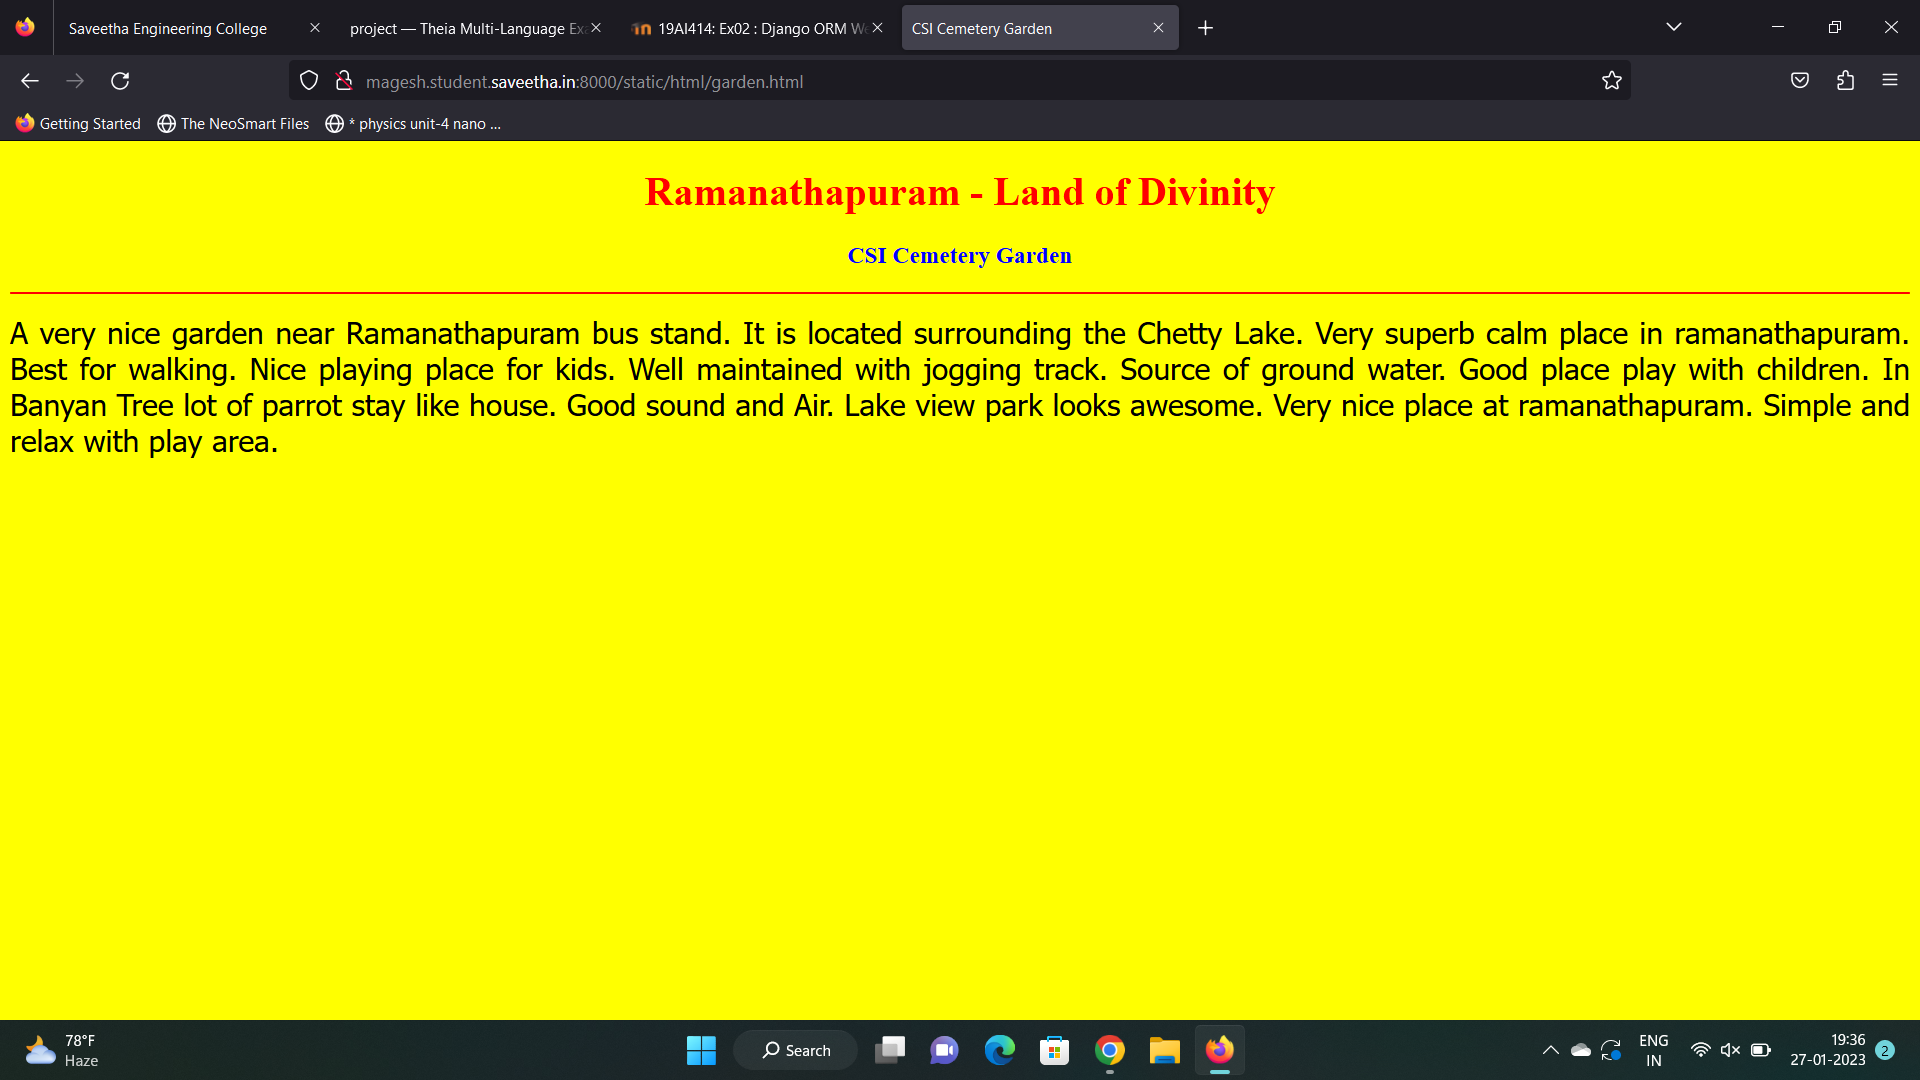 Saveetha Engineering College
project — Theia Multi-Language Ex
19AI414: Ex02 : Django ORM We
CSI Cemetery Garden
magesh.student.saveetha.in:8000/static/html/garden.html
Getting Started
The NeoSmart Files
* physics unit-4 nano ...
Ramanathapuram - Land of Divinity
CSI Cemetery Garden
A very nice garden near Ramanathapuram bus stand. It is located surrounding the Chetty Lake. Very superb calm place in ramanathapuram.
Best for walking. Nice playing place for kids. Well maintained with jogging track. Source of ground water. Good place play with children. In
Banyan Tree lot of parrot stay like house. Good sound and Air. Lake view park looks awesome. Very nice place at ramanathapuram. Simple and
relax with play area.
78°F
Haze
Search
ENG
IN
19:36
27-01-2023
2